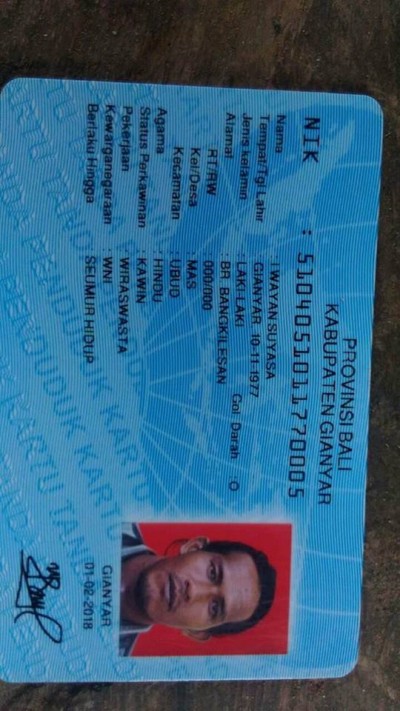 PROVINSI BALI
KABUPATEN GIANYAR
NIK : 5104051011770005
Nama : I WAYAN SUYASA
Tempat/Tgl Lahir : GIANYAR 10-11-1977
Jenis kelamin : LAKI-LAKI Gol Darah : O
Alamat : BR BANGKILESAN
RT/RW : 000/000
Kel/Desa : MAS
Kecamatan : UBUD
Agama : HINDU
Status Perkawinan : KAWIN
Pekerjaan : WIRASWASTA
Kewarganegaraan : WNI
Berlaku Hingga : SEUMUR HIDUP
GIANYAR
01-02-2018